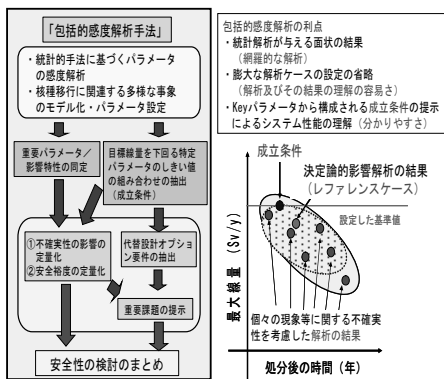 「包括的感度解析手法」
・統計的手法に基づくパラメータ
の感度解析
・核種移行に関連する多様な事象
のモデル化・パラメータ設定
重要パラメータ／
影響特性の同定
目標線量を下回る特定
パラメータのしきい値
の組み合わせの抽出
（成立条件）
①不確実性の影響の
定量化
②安全裕度の定量化
代替設計オプション
要件の抽出
重要課題の提示
安全性の検討のまとめ
包括的感度解析の利点
・統計解析が与える面状の結果
（網羅的な解析）
・膨大な解析ケースの設定の省略
（解析及びその結果の理解の容易さ）
・Keyパラメータから構成される成立条件の提示
によるシステム性能の理解（分かりやすさ）
成立条件
決定論的影響解析の結果
（レファレンスケース）
設定した基準値
最大線量（Sv/y）
個々の現象等に関する不確実
性を考慮した解析の結果
処分後の時間（年）